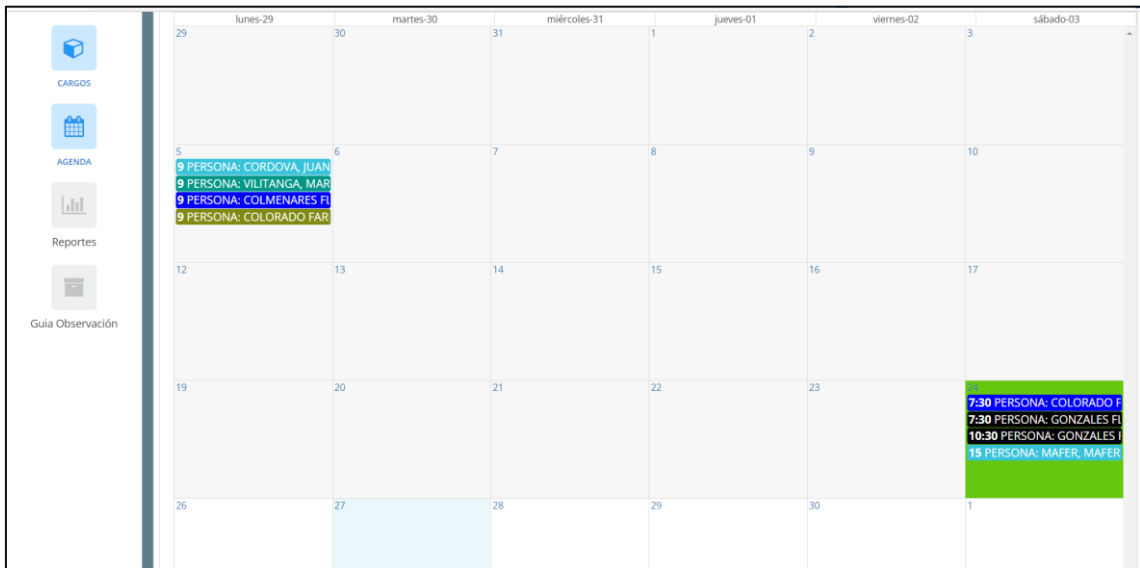 lunes-29 martes-30 miércoles-31 jueves-01 viernes-02 sábado-03
29 30 31 1 2 3
CARGOS
AGENDA
Reportes
Guia Observación
5 6 7 8 9 10
9 PERSONA: CORDOVA, JUAN
9 PERSONA: VILITANGA, MAR
9 PERSONA: COLMENARES FL
9 PERSONA: COLORADO FAR
12 13 14 15 16 17
19 20 21 22 23 24
7:30 PERSONA: COLORADO F
7:30 PERSONA: GONZALES FL
10:30 PERSONA: GONZALES F
15 PERSONA: MAFER, MAFER
26 27 28 29 30 1